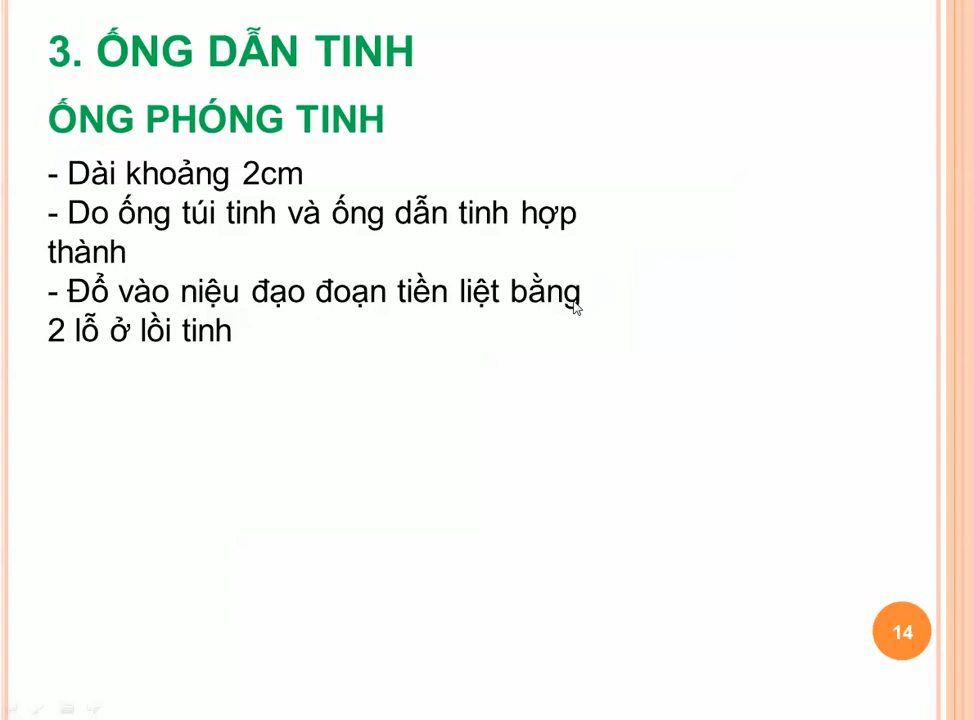 3. ỐNG DẪN TINH
ỐNG PHÓNG TINH
- Dài khoảng 2cm
- Do ống túi tinh và ống dẫn tinh hợp
thành
- Đổ vào niệu đạo đoạn tiền liệt bằng
2 lỗ ở lồi tinh
14